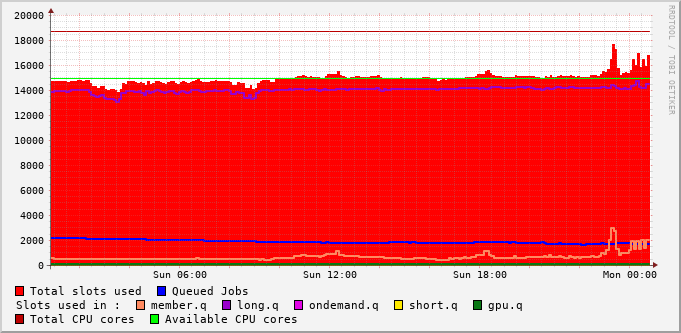 20000
18000
16000
14000
12000
10000
8000
6000
4000
2000
0
Sun 06:00 Sun 12:00 Sun 18:00 Mon 00:00
RRDTOOL / TOBI OETIKER
Total slots used Queued Jobs
Slots used in : member.q long.q ondemand.q short.q gpu.q
Total CPU cores Available CPU cores